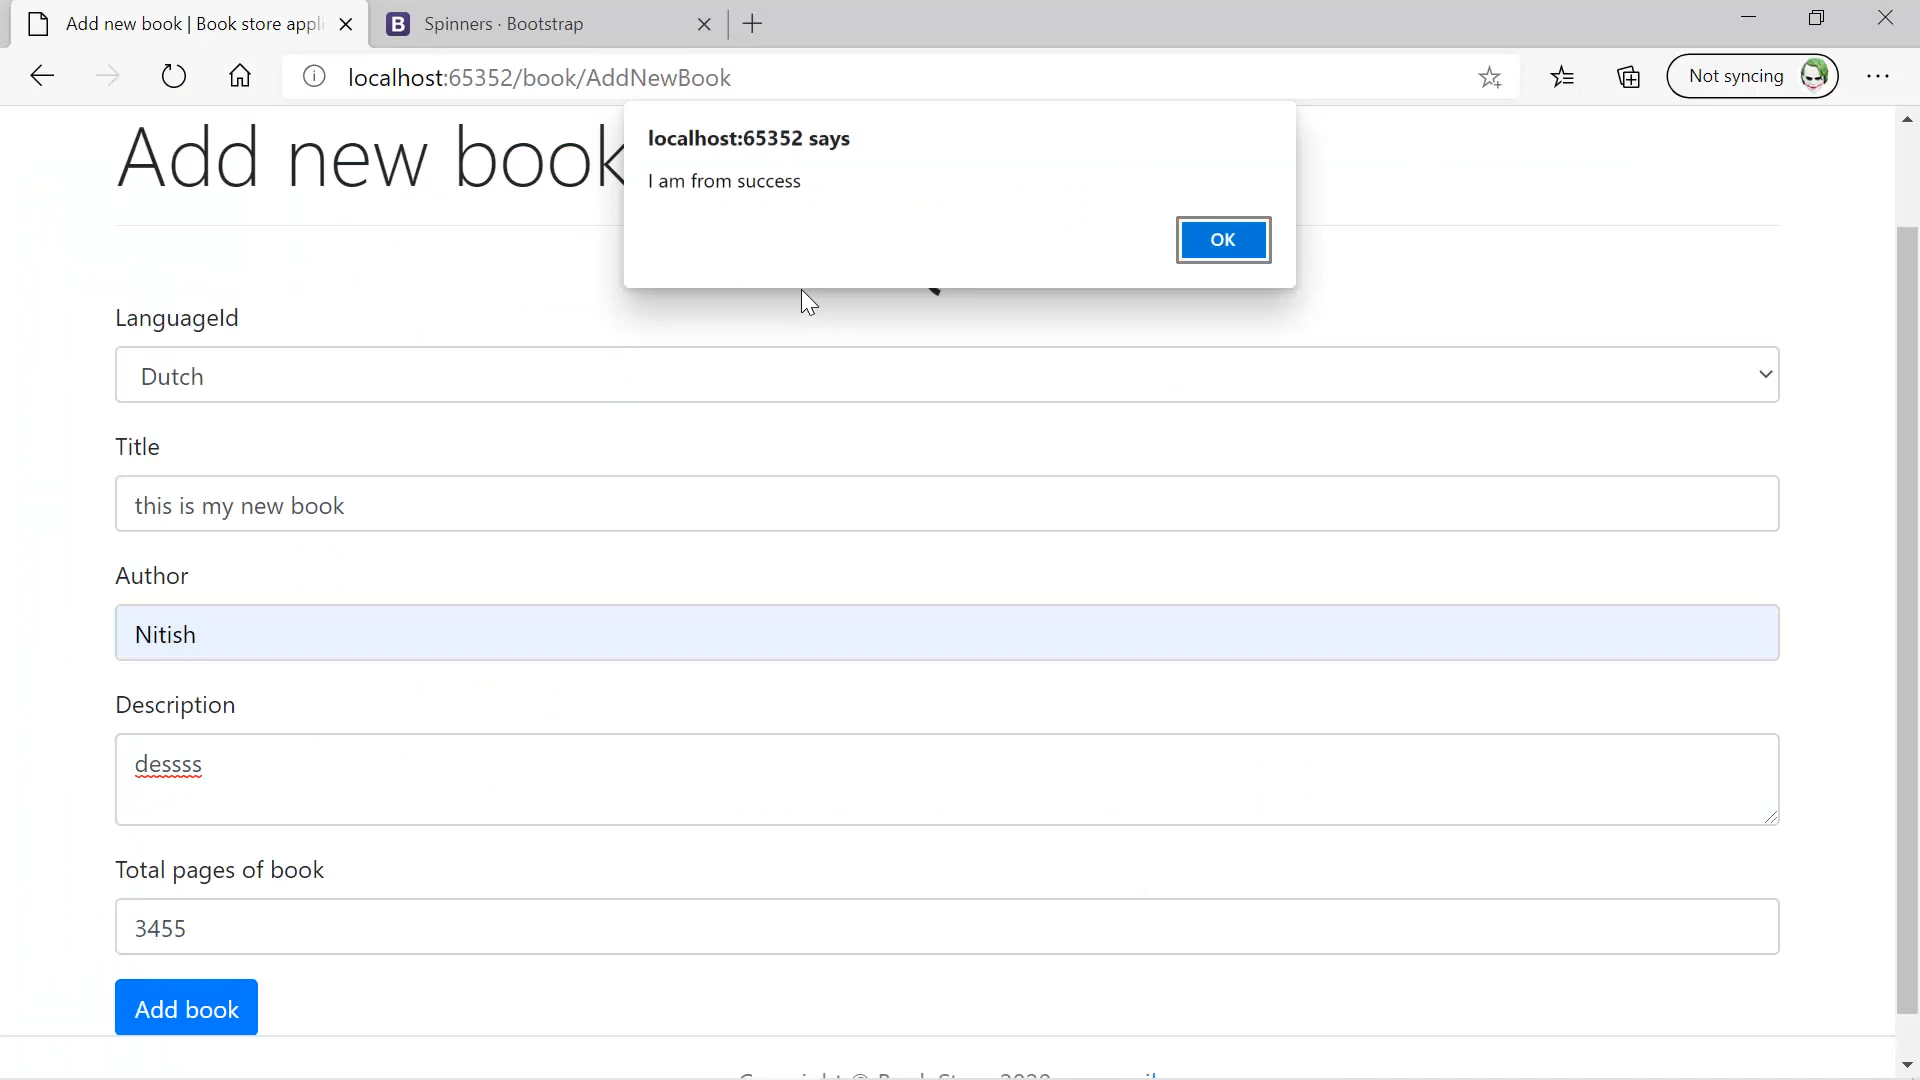 Add new book | Book store appli
Spinners · Bootstrap
localhost:65352/book/AddNewBook
Not syncing
localhost:65352 says
I am from success
OK
Add new book
LanguageId
Dutch
Title
this is my new book
Author
Nitish
Description
dessss
Total pages of book
3455
Add book